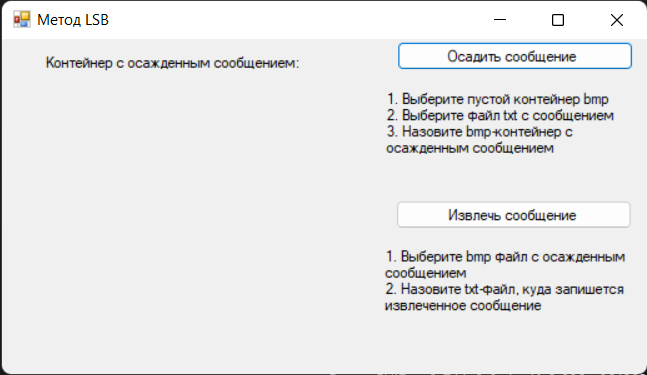 Метод LSB
Контейнер с осажденным сообщением:
Осадить сообщение
1. Выберите пустой контейнер bmp
2. Выберите файл txt с сообщением
3. Назовите bmp-контейнер с
осажденным сообщением
Извлечь сообщение
1. Выберите bmp файл с осажденным
сообщением
2. Назовите txt-файл, куда запишется
извлеченное сообщение